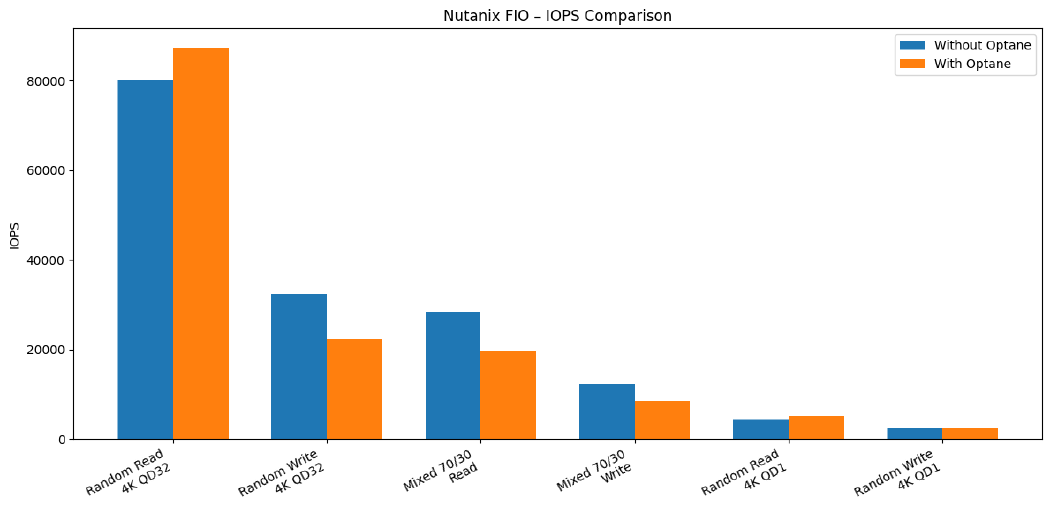 Nutanix FIO – IOPS Comparison
Without Optane
With Optane
IOPS
80000
60000
40000
20000
0
Random Read
4K QD32
Random Write
4K QD32
Mixed 70/30
Read
Mixed 70/30
Write
Random Read
4K QD1
Random Write
4K QD1